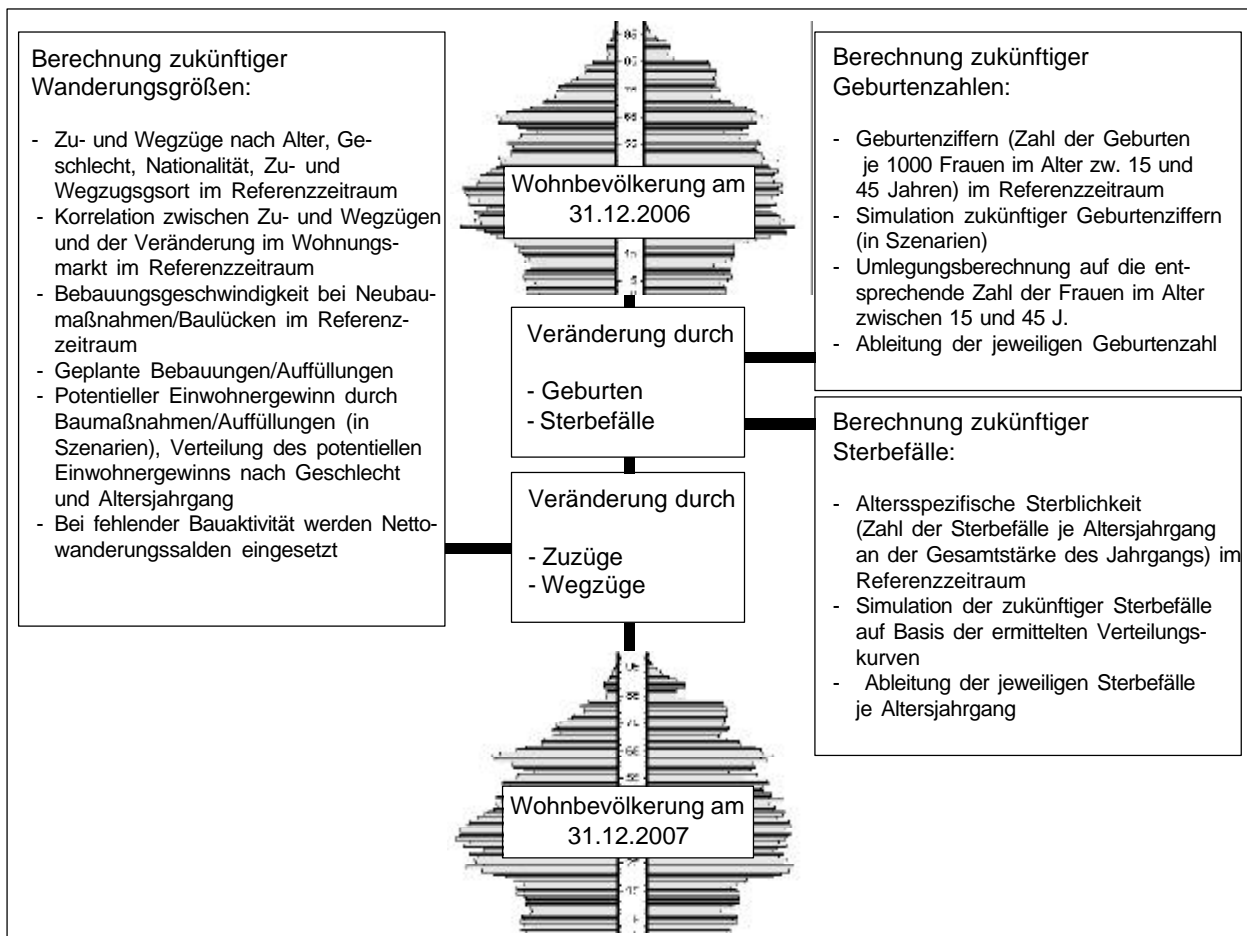 Berechnung zukünftiger
Wanderungsgrößen:
- Zu- und Wegzüge nach Alter, Ge-
schlecht, Nationalität, Zu- und
Wegzugsgsort im Referenzzeitraum
- Korrelation zwischen Zu- und Wegzügen
und der Veränderung im Wohnungs-
markt im Referenzzeitraum
- Bebauungsgeschwindigkeit bei Neubau-
maßnahmen/Baulücken im Referenz-
zeitraum
- Geplante Bebauungen/Auffüllungen
- Potentieller Einwohnergewinn durch
Baumaßnahmen/Auffüllungen (in
Szenarien), Verteilung des potentiellen
Einwohnergewinns nach Geschlecht
und Altersjahrgang
- Bei fehlender Bauaktivität werden Netto-
wanderungssalden eingesetzt
Wohnbevölkerung am
31.12.2006
Veränderung durch
- Geburten
- Sterbefälle
Veränderung durch
- Zuzüge
- Wegzüge
Wohnbevölkerung am
31.12.2007
Berechnung zukünftiger
Geburtenzahlen:
- Geburtenziffern (Zahl der Geburten
je 1000 Frauen im Alter zw. 15 und
45 Jahren) im Referenzzeitraum
- Simulation zukünftiger Geburtenziffern
(in Szenarien)
- Umlegungsberechnung auf die ent-
sprechende Zahl der Frauen im Alter
zwischen 15 und 45 J.
- Ableitung der jeweiligen Geburtenzahl
Berechnung zukünftiger
Sterbefälle:
- Altersspezifische Sterblichkeit
(Zahl der Sterbefälle je Altersjahrgang
an der Gesamtstärke des Jahrgangs) im
Referenzzeitraum
- Simulation der zukünftiger Sterbefälle
auf Basis der ermittelten Verteilungs-
kurven
- Ableitung der jeweiligen Sterbefälle
je Altersjahrgang